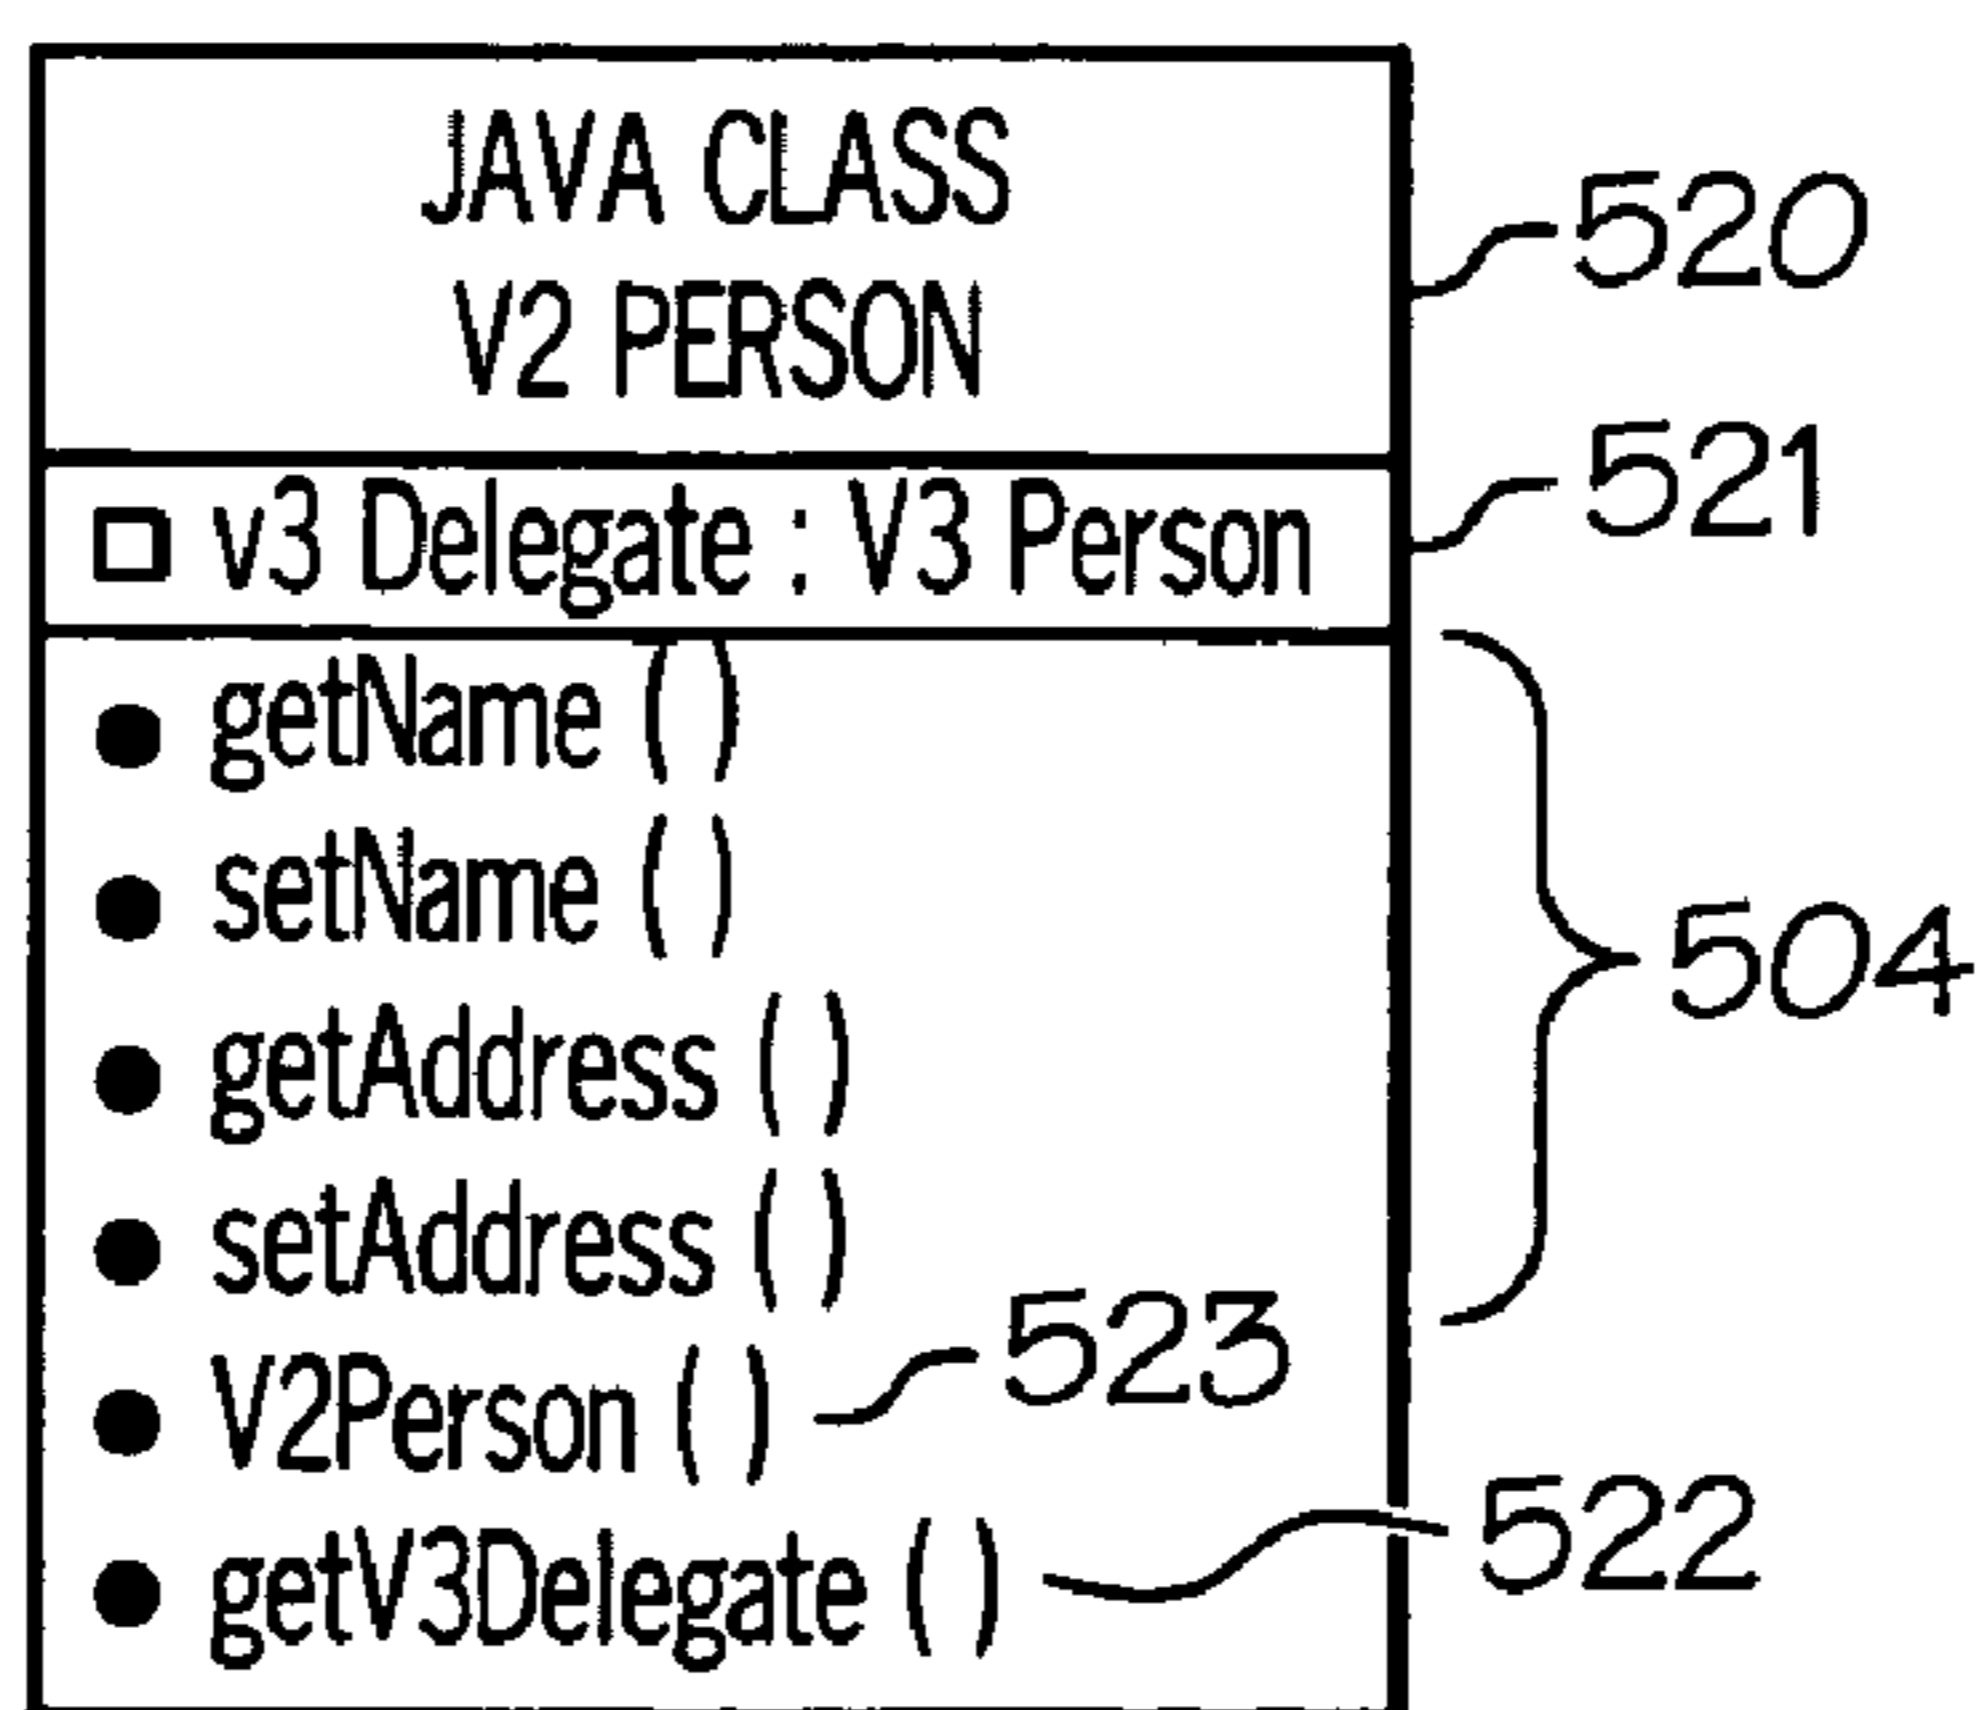 JAVA CLASS
V2 PERSON
520
v3 Delegate : V3 Person
521
getName ( )
setName ( )
504
getAddress ( )
setAddress ( )
V2Person ( )
523
getV3Delegate ( )
522